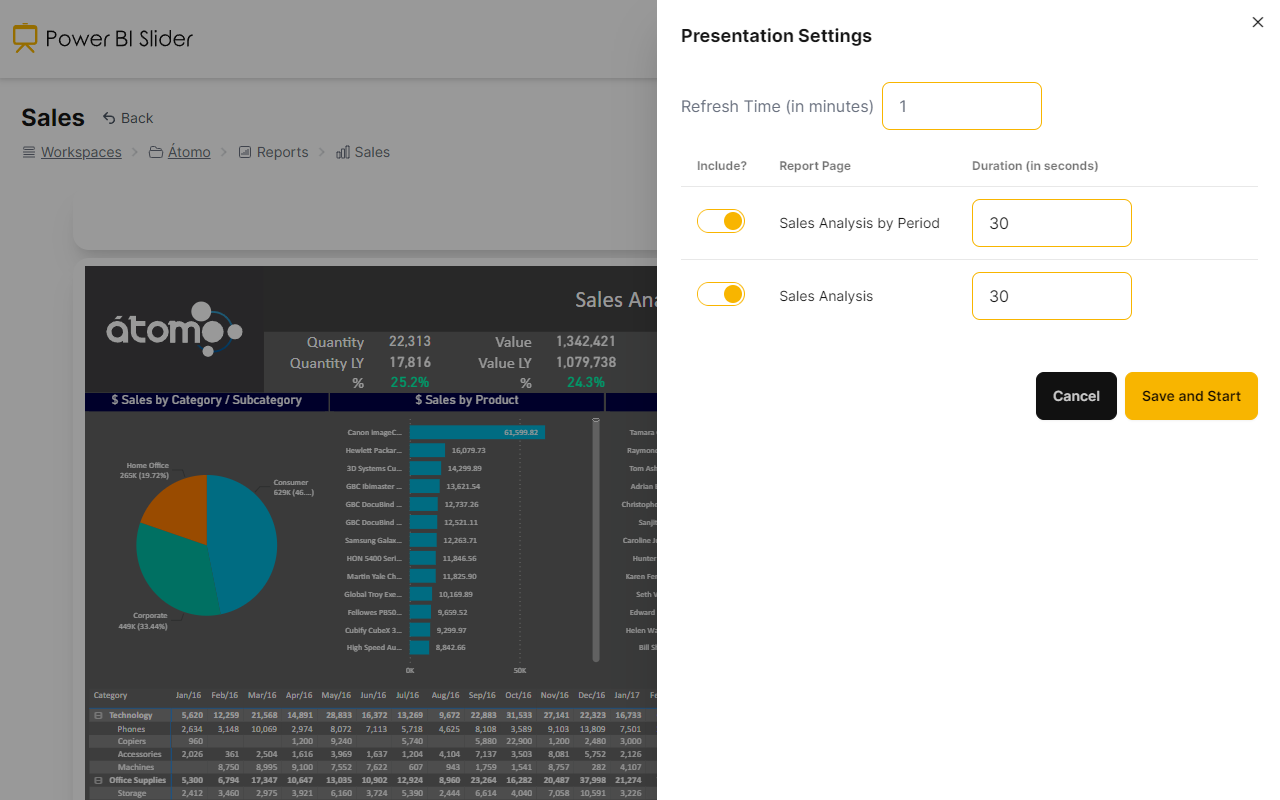 Power BI Slider
Sales Back
Workspaces Átomo Reports Sales
átomo
Sales Ana
Quantity 22,313 Value 1,342,421
Quantity LY 17,816 Value LY 1,079,738
% 25.2% % 24.3%
$ Sales by Category / Subcategory $ Sales by Product
Home Office
265K (19.72%)
Consumer
629K (46...)
Corporate
449K (33.44%)
Canon ImageC... 61,599.82
Hewlett Packar... 16,079.73
3D Systems Cu... 14,299.89
GBC Ibimaster ... 13,621.54
GBC DocuBind ... 12,737.26
GBC DocuBind ... 12,521.11
Samsung Galax... 12,263.71
HON 5400 Seri... 11,846.56
Martin Yale Ch... 11,825.90
Global Troy Exe... 10,169.89
Fellowes PB50... 9,659.52
Cubify CubeX 3... 9,299.97
High Speed Au... 8,842.66
0K 50K
Tamara
Raymon
Tom Ash
Adrian
Christophe
Sanjit
Caroline J
Hunter
Karen Fer
Seth
Edward
Helen Wa
Bill S
Category Jan/16 Feb/16 Mar/16 Apr/16 May/16 Jun/16 Jul/16 Aug/16 Sep/16 Oct/16 Nov/16 Dec/16 Jan/17 Fe
Technology 5,620 12,259 21,568 14,891 28,833 16,372 13,269 9,672 22,883 31,533 27,141 22,323 16,733
Phones 2,634 3,148 10,069 2,974 8,072 7,113 5,718 4,625 8,108 3,589 9,103 13,809 7,501
Copiers 960 1,200 9,240 5,740 5,880 22,900 1,200 2,480 3,000
Accessories 2,026 361 2,504 1,616 3,969 1,637 1,204 4,104 7,137 3,503 8,081 5,752 2,126
Machines 8,750 8,995 9,100 7,552 7,622 607 943 1,759 1,541 8,757 282 4,107
Office Supplies 5,300 6,794 17,347 10,647 13,035 10,902 12,924 8,960 23,264 16,282 20,487 37,998 21,274
Storage 2,412 3,460 2,975 3,921 6,160 3,724 5,390 2,444 6,614 4,040 7,058 10,591 3,226
Presentation Settings
Refresh Time (in minutes) 1
Include? Report Page Duration (in seconds)
Sales Analysis by Period 30
Sales Analysis 30
Cancel Save and Start